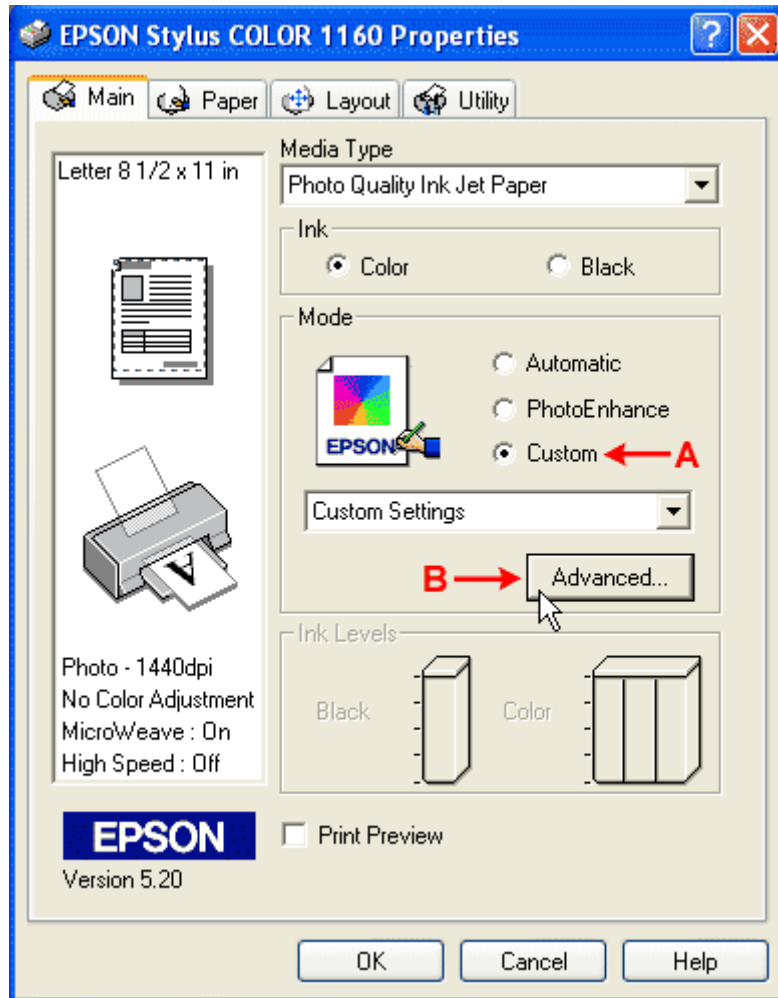 EPSON Stylus COLOR 1160 Properties
Main
Paper
Layout
Utility
Letter 8 1/2 x 11 in
Media Type
Photo Quality Ink Jet Paper
Ink
Color
Black
Mode
EPSON
Automatic
PhotoEnhance
Custom
A
Custom Settings
B
Advanced...
A
Photo - 1440dpi
No Color Adjustment
MicroWeave : On
High Speed : Off
Ink Levels
Black
Color
EPSON
Version 5.20
Print Preview
OK
Cancel
Help